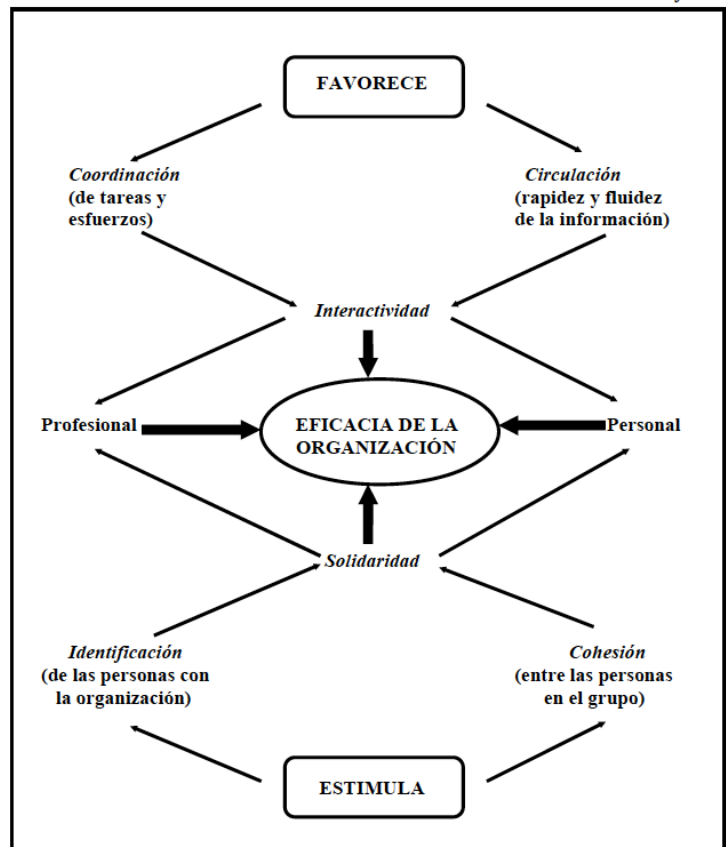 FAVORECE
Coordinación
(de tareas y
esfuerzos)
Circulación
(rapidez y fluidez
de la información)
Interactividad
Profesional
EFICACIA DE LA
ORGANIZACIÓN
Personal
Solidaridad
Identificación
(de las personas con
la organización)
Cohesión
(entre las personas
en el grupo)
ESTIMULA